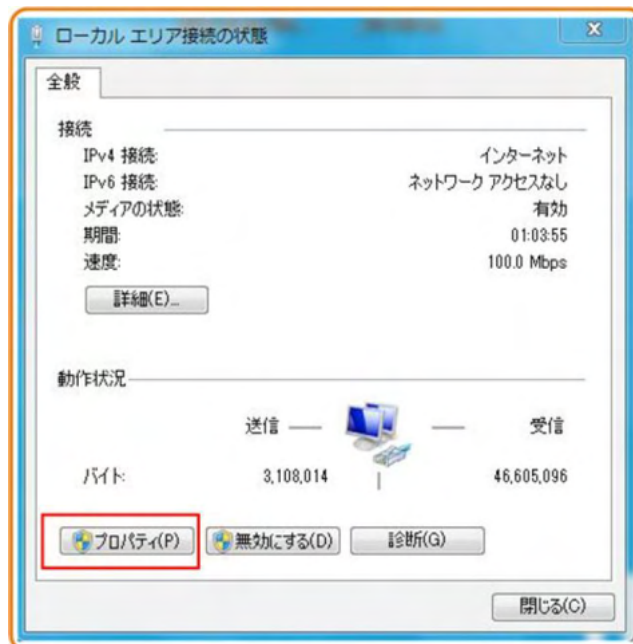 ローカル エリア接続の状態
全般
接続
IPv4 接続: インターネット
IPv6 接続: ネットワーク アクセスなし
メディアの状態: 有効
期間: 01:03:55
速度: 100.0 Mbps
詳細(E)...
動作状況
送信 受信
バイト: 3,108,014 46,605,096
プロパティ(P) 無効にする(D) 診断(G)
閉じる(C)